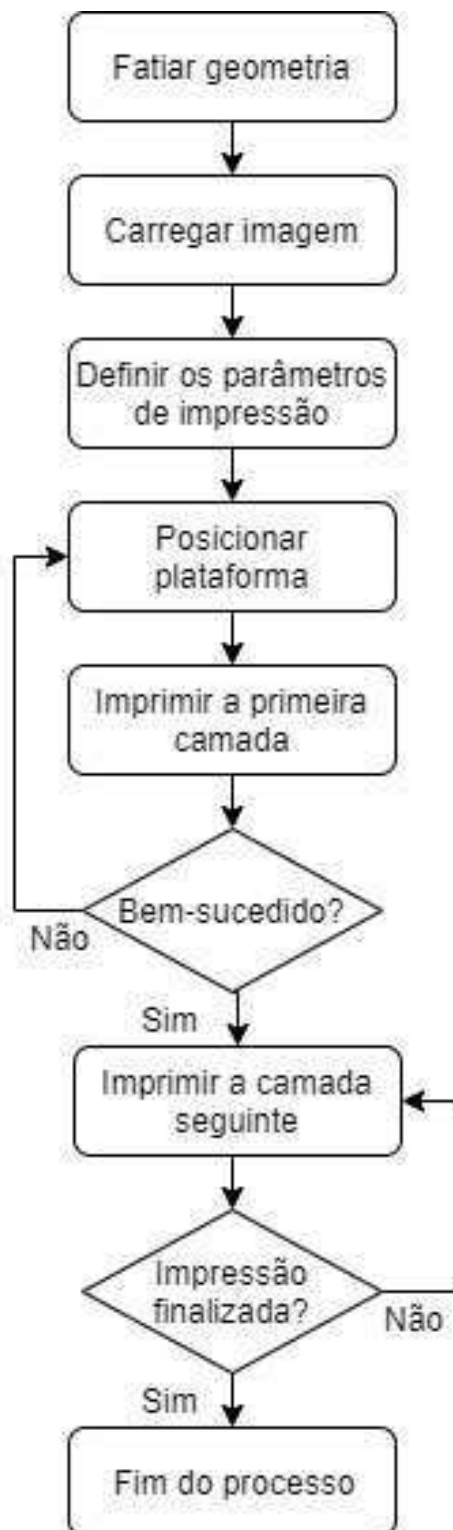 Fatiar geometria
Carregar imagem
Definir os parâmetros
de impressão
Posicionar
plataforma
Imprimir a primeira
camada
Bem-sucedido?
Não
Sim
Imprimir a camada
seguinte
Impressão
finalizada?
Não
Sim
Fim do processo